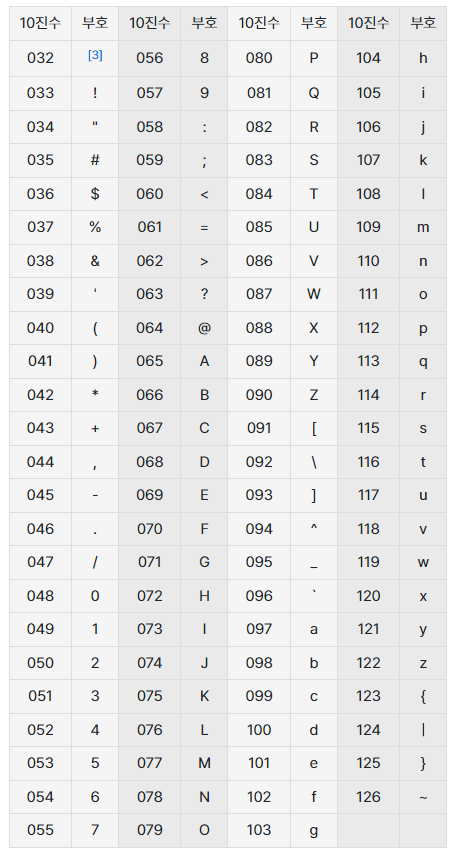 10진수 부호 10진수 부호 10진수 부호 10진수 부호
032 [3] 056 8 080 P 104 h
033 ! 057 9 081 Q 105 i
034 " 058 : 082 R 106 j
035 # 059 ; 083 S 107 k
036 $ 060 < 084 T 108 l
037 % 061 = 085 U 109 m
038 & 062 > 086 V 110 n
039 ' 063 ? 087 W 111 o
040 ( 064 @ 088 X 112 p
041 ) 065 A 089 Y 113 q
042 * 066 B 090 Z 114 r
043 + 067 C 091 [ 115 s
044 , 068 D 092 \ 116 t
045 - 069 E 093 ] 117 u
046 . 070 F 094 ^ 118 v
047 / 071 G 095 _ 119 w
048 0 072 H 096 ` 120 x
049 1 073 I 097 a 121 y
050 2 074 J 098 b 122 z
051 3 075 K 099 c 123 {
052 4 076 L 100 d 124 |
053 5 077 M 101 e 125 }
054 6 078 N 102 f 126 ~
055 7 079 O 103 g